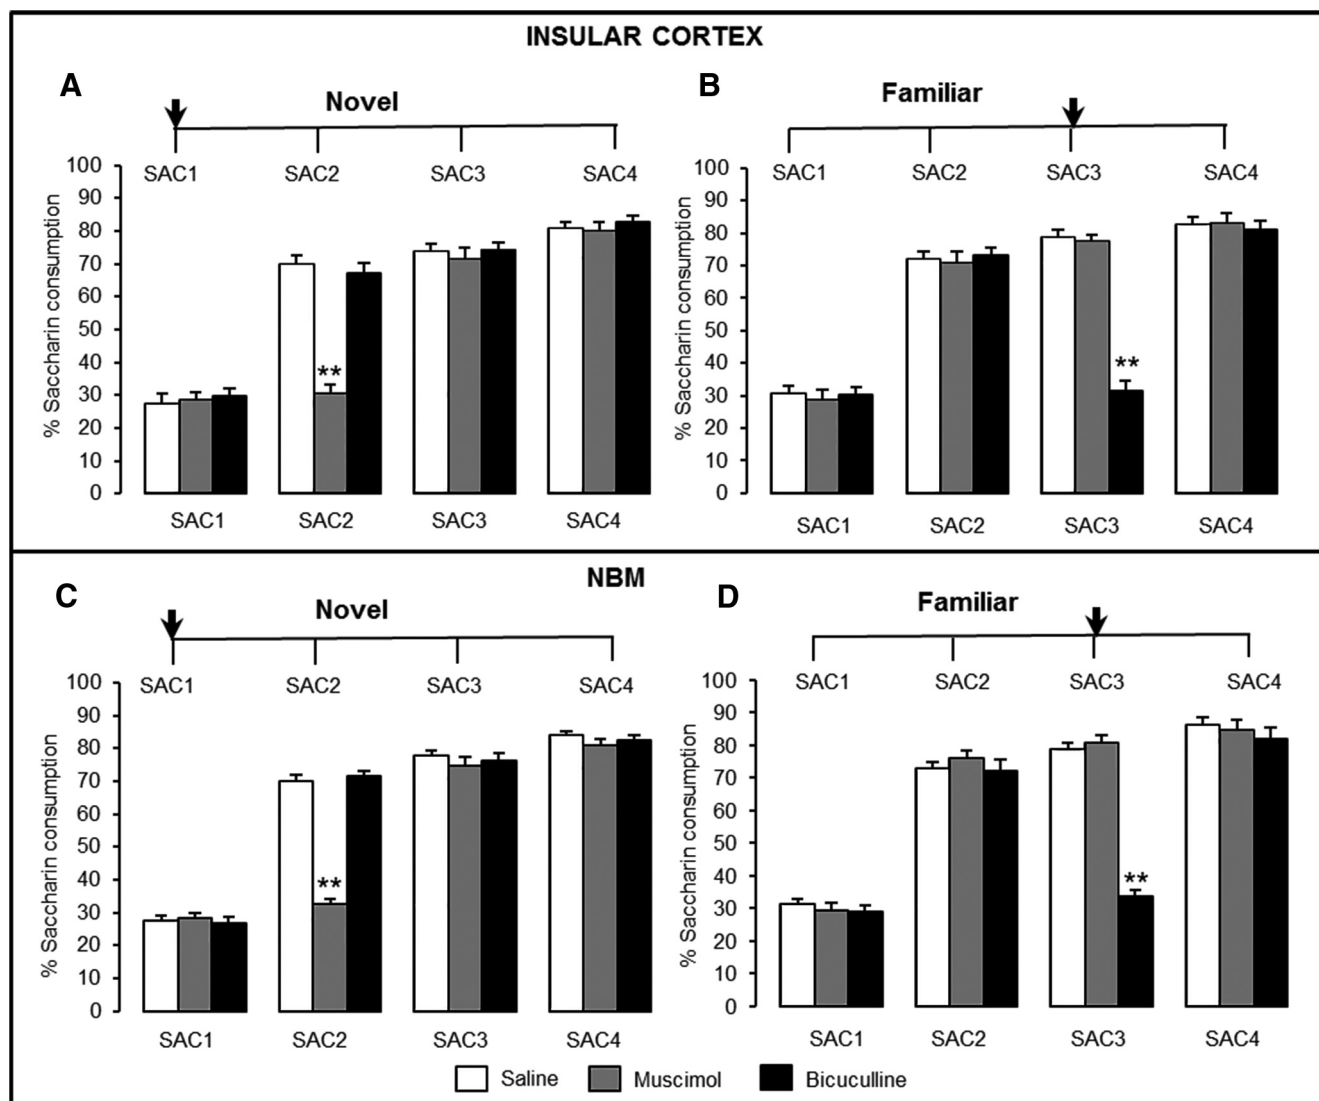 INSULAR CORTEX
A
Novel
SAC1 SAC2 SAC3 SAC4
% Saccharin consumption
100
90
80
70
60
50
40
30
20
10
0
**
SAC1 SAC2 SAC3 SAC4
B
Familiar
SAC1 SAC2 SAC3 SAC4
% Saccharin consumption
100
90
80
70
60
50
40
30
20
10
0
**
SAC1 SAC2 SAC3 SAC4
NBM
C
Novel
SAC1 SAC2 SAC3 SAC4
% Saccharin consumption
100
90
80
70
60
50
40
30
20
10
0
**
SAC1 SAC2 SAC3 SAC4
D
Familiar
SAC1 SAC2 SAC3 SAC4
% Saccharin consumption
100
90
80
70
60
50
40
30
20
10
0
**
SAC1 SAC2 SAC3 SAC4
Saline Muscimol Bicuculline